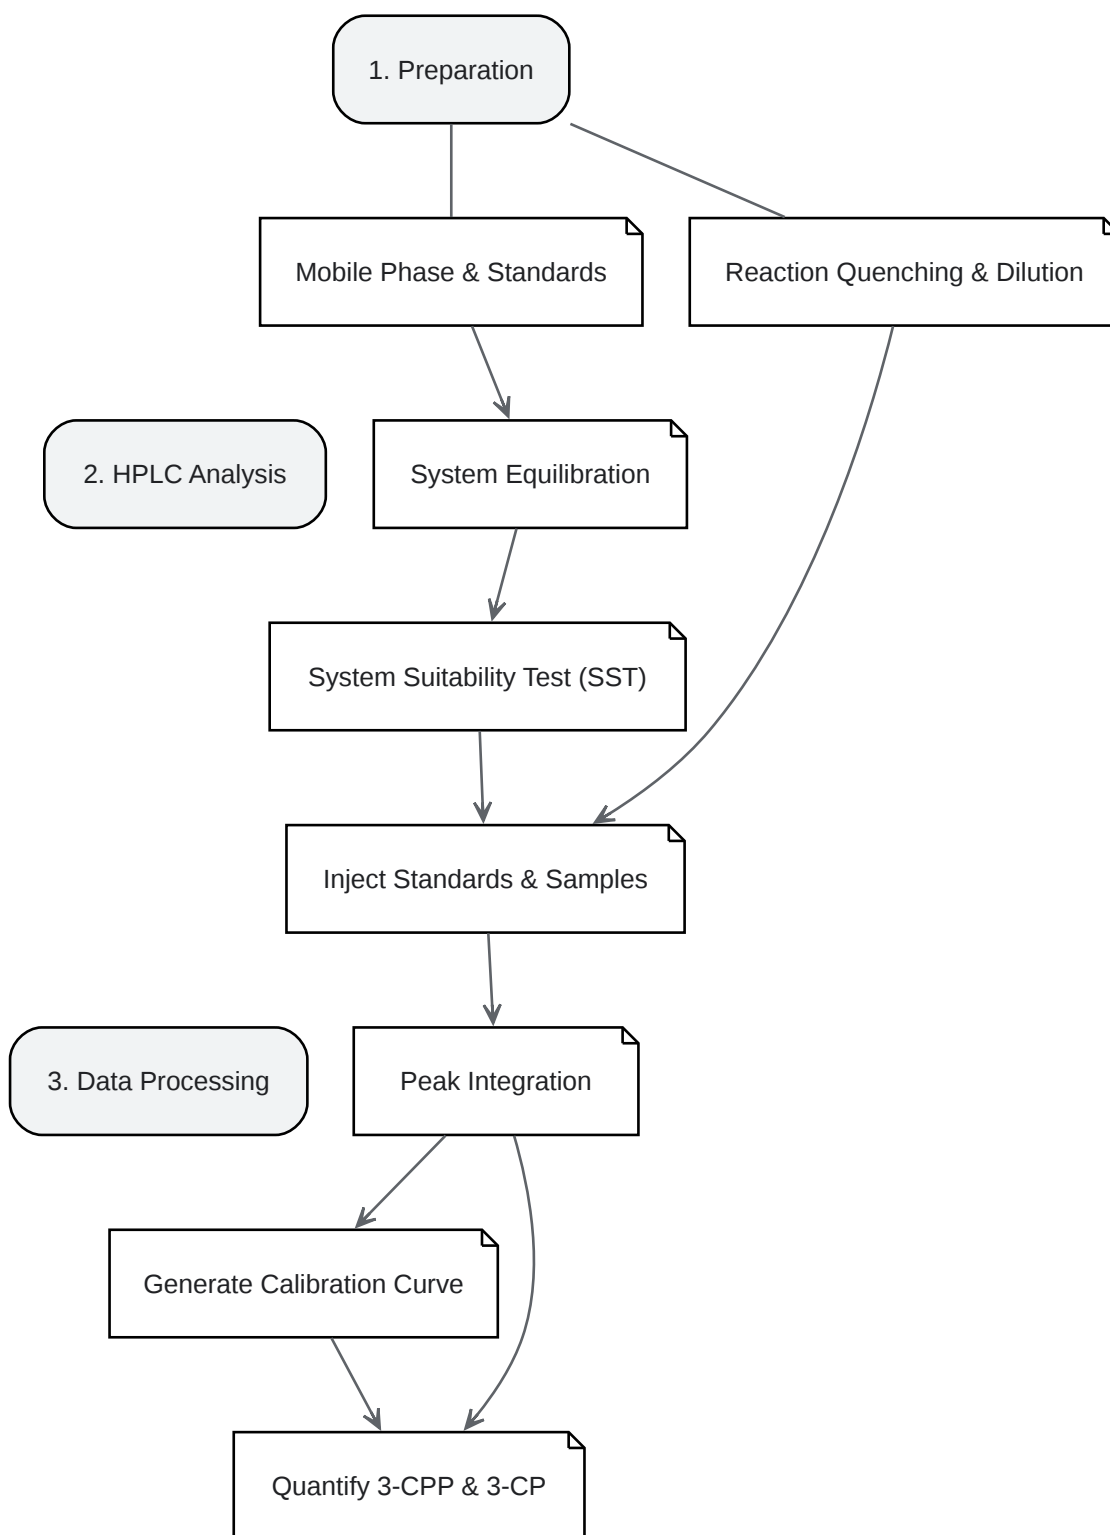 1. Preparation
Mobile Phase & Standards
Reaction Quenching & Dilution
2. HPLC Analysis
System Equilibration
System Suitability Test (SST)
Inject Standards & Samples
3. Data Processing
Peak Integration
Generate Calibration Curve
Quantify 3-CPP & 3-CP